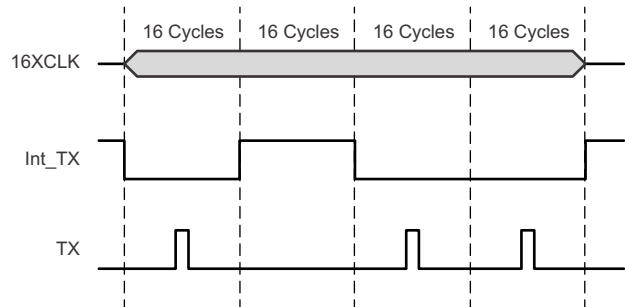 16 Cycles 16 Cycles 16 Cycles 16 Cycles
16XCLK
Int_TX
TX